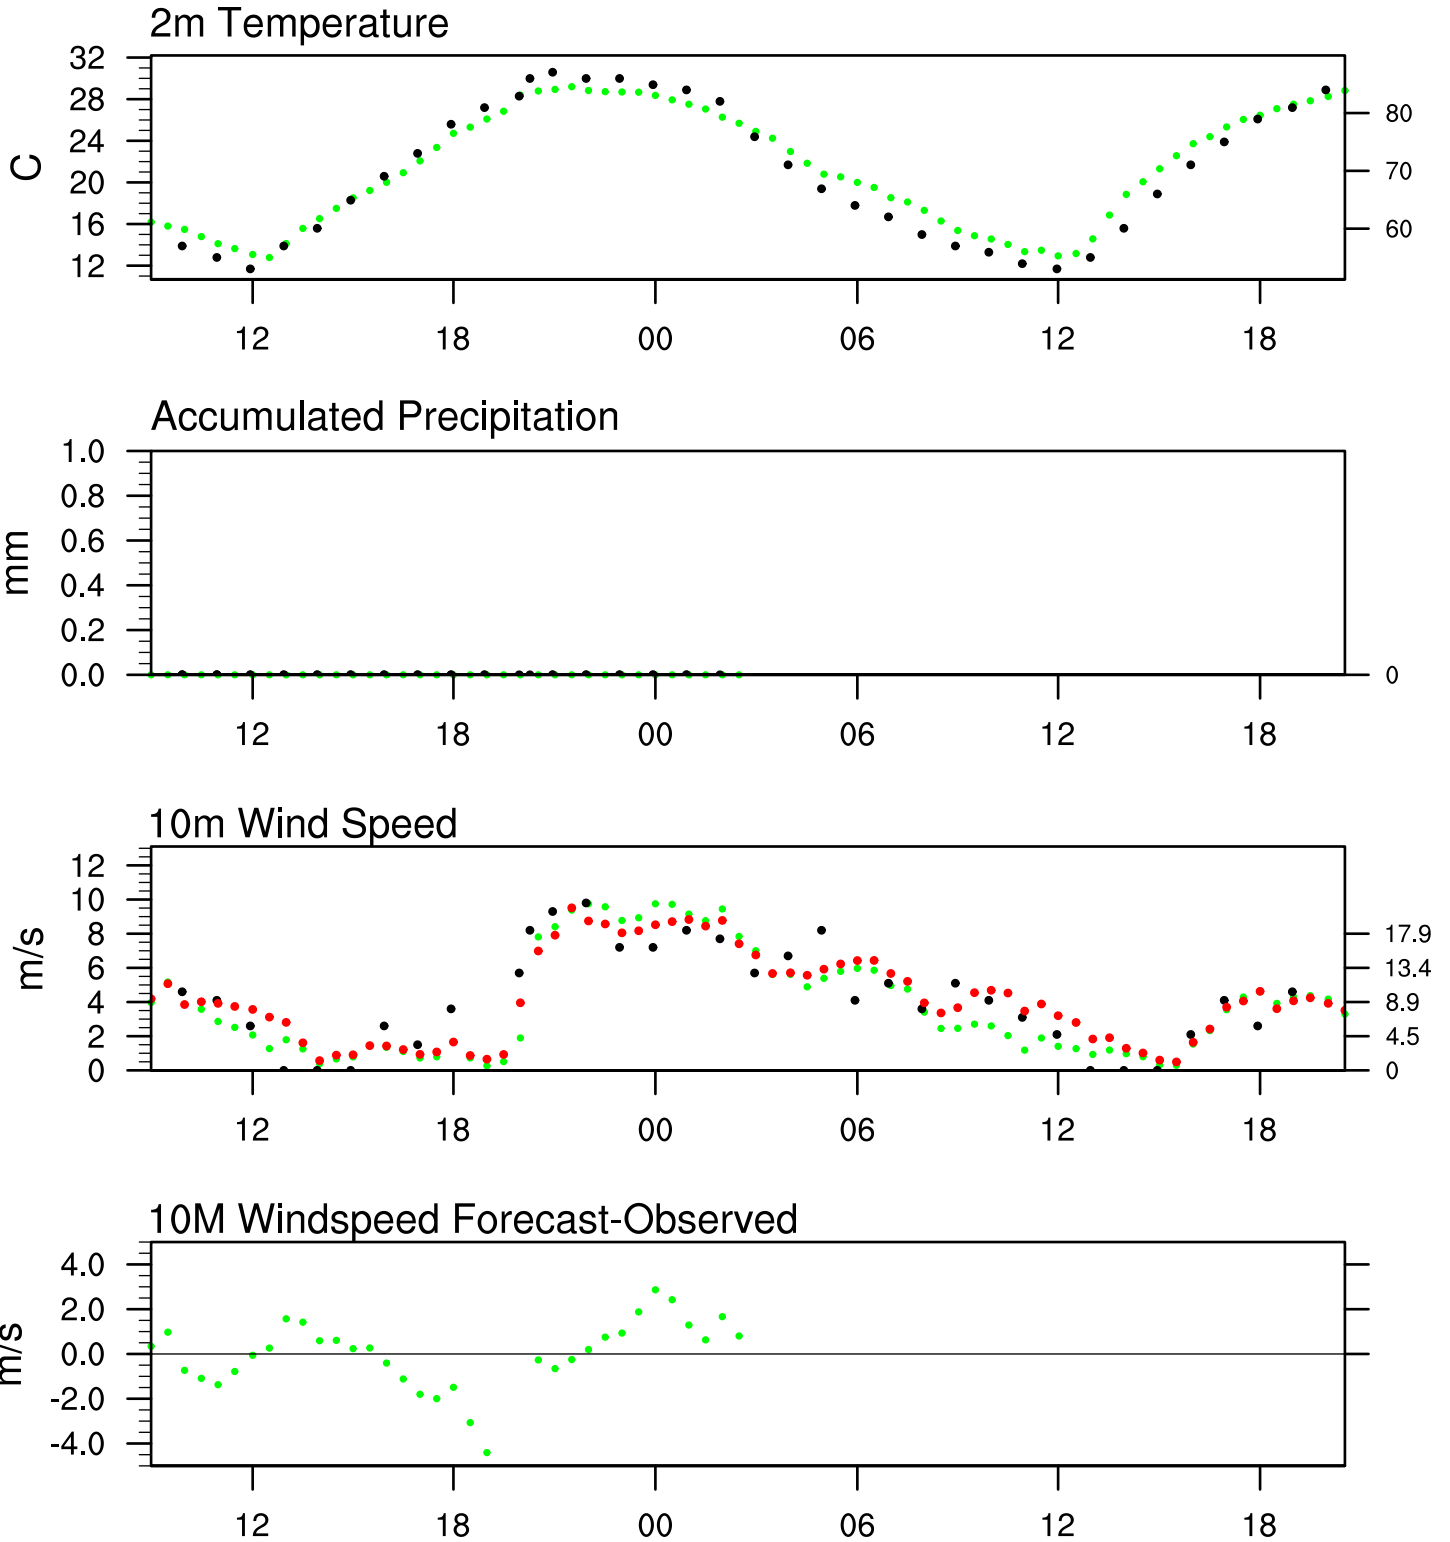 2m Temperature
32
28
24
20
16
12
C
80
70
60
12 18 00 06 12 18
Accumulated Precipitation
1.0
0.8
0.6
0.4
0.2
0.0
mm
0
12 18 00 06 12 18
10m Wind Speed
12
10
8
6
4
2
0
m/s
17.9
13.4
8.9
4.5
0
12 18 00 06 12 18
10M Windspeed Forecast-Observed
4.0
2.0
0.0
-2.0
-4.0
m/s
12 18 00 06 12 18